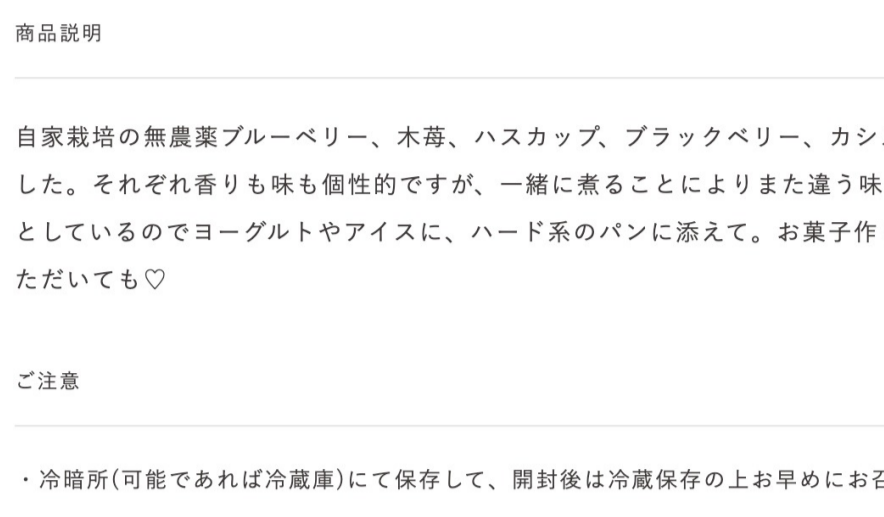 商品説明
自家栽培の無農薬ブルーベリー、木苺、ハスカップ、ブラックベリー、カシ
した。それぞれ香りも味も個性的ですが、一緒に煮ることによりまた違う味
としているのでヨーグルトやアイスに、ハード系のパンに添えて。お菓子作
ただいても♡
ご注意
・冷暗所(可能であれば冷蔵庫)にて保存して、開封後は冷蔵保存の上お早めにお召